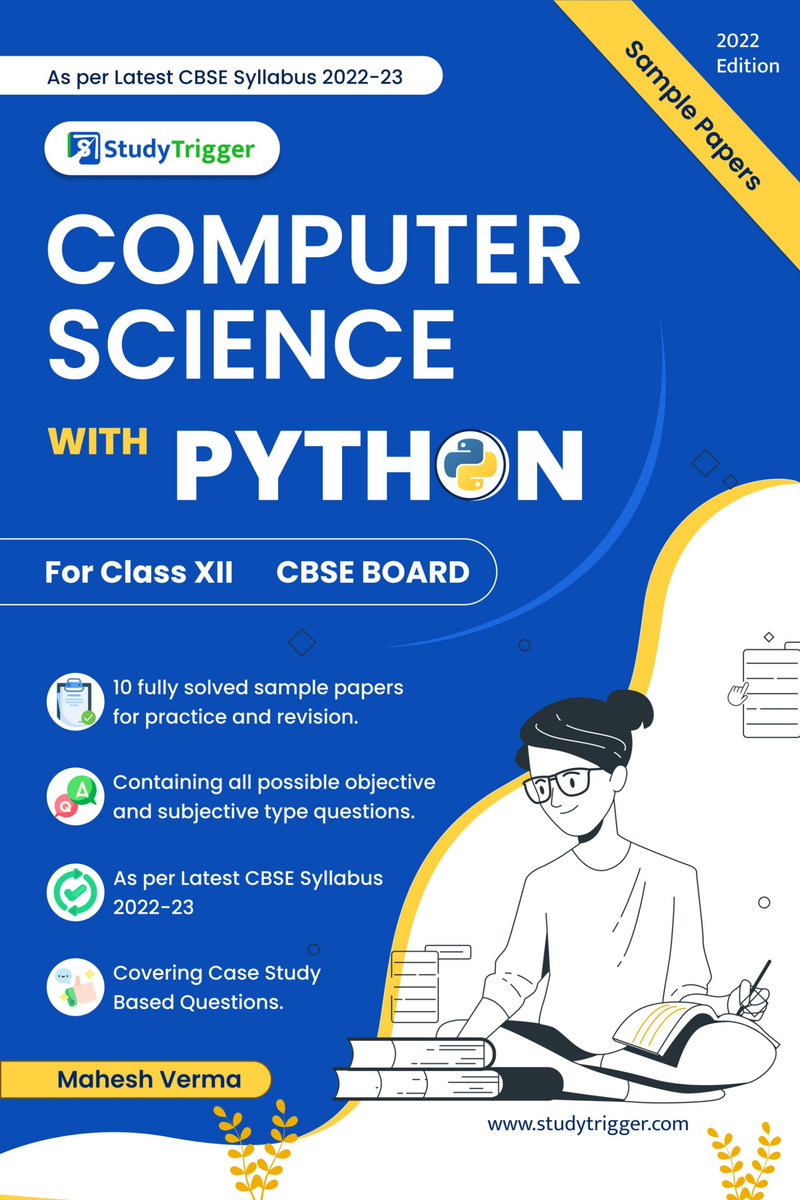 As per Latest CBSE Syllabus 2022-23
2022
Edition
Sample Papers
StudyTrigger
COMPUTER
SCIENCE
WITH PYTHON
For Class XII CBSE BOARD
10 fully solved sample papers
for practice and revision.
A
Q
Containing all possible objective
and subjective type questions.
As per Latest CBSE Syllabus
2022-23
Covering Case Study
Based Questions.
Mahesh Verma
www.studytrigger.com